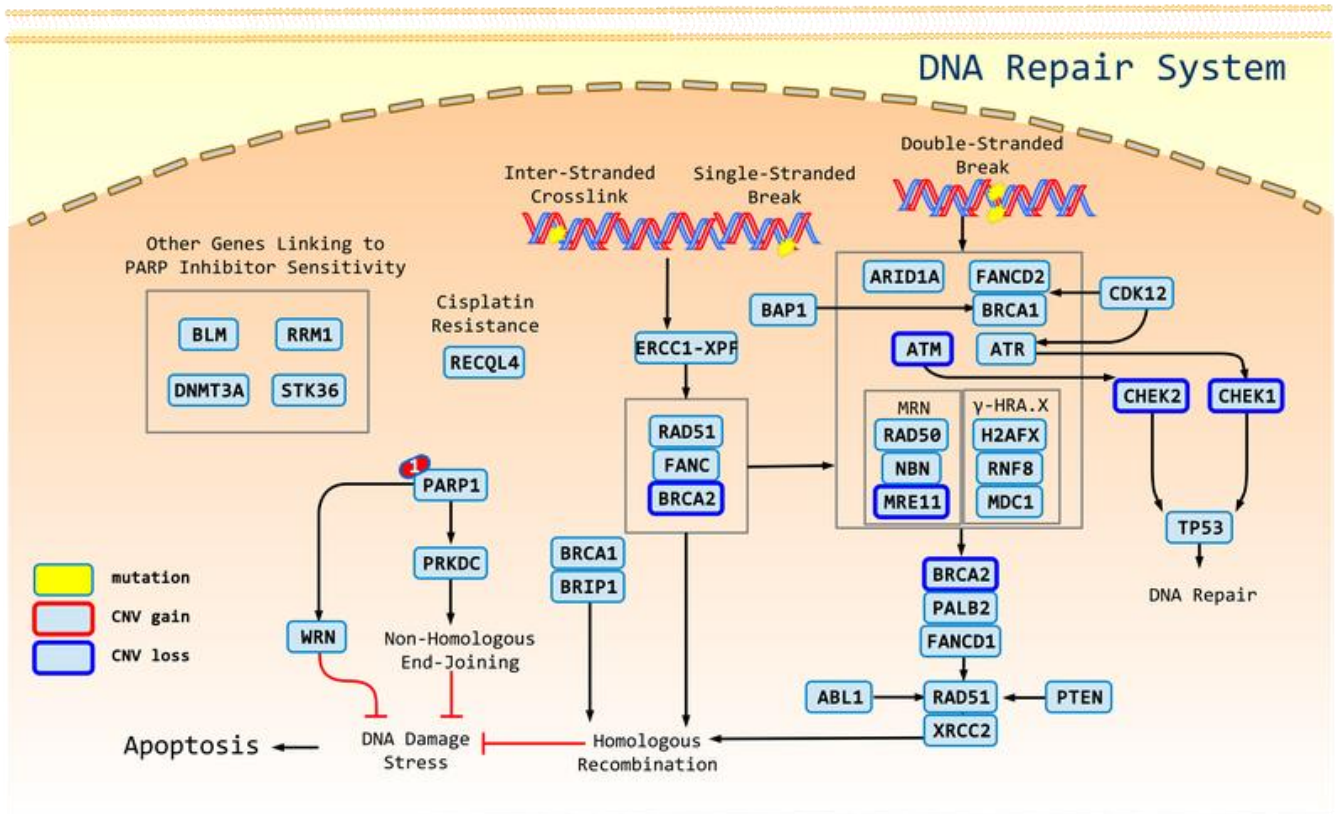 DNA Repair System
Double-Stranded
Break
Inter-Stranded
Crosslink
Single-Stranded
Break
Other Genes Linking to
PARP Inhibitor Sensitivity
BLM
RRM1
DNMT3A
STK36
Cisplatin
Resistance
RECQL4
ERCC1-XPF
BAP1
ARID1A
FANCD2
BRCA1
CDK12
ATM
ATR
CHEK2
CHEK1
MRN
RAD50
NBN
MRE11
γ-HRA.X
H2AFX
RNF8
MDC1
RAD51
FANC
BRCA2
1
PARP1
PRKDC
BRCA1
BRIP1
TP53
DNA Repair
BRCA2
PALB2
FANCD1
mutation
CNV gain
CNV loss
WRN
Non-Homologous
End-Joining
ABL1
RAD51
PTEN
XRCC2
Apoptosis
DNA Damage
Stress
Homologous
Recombination